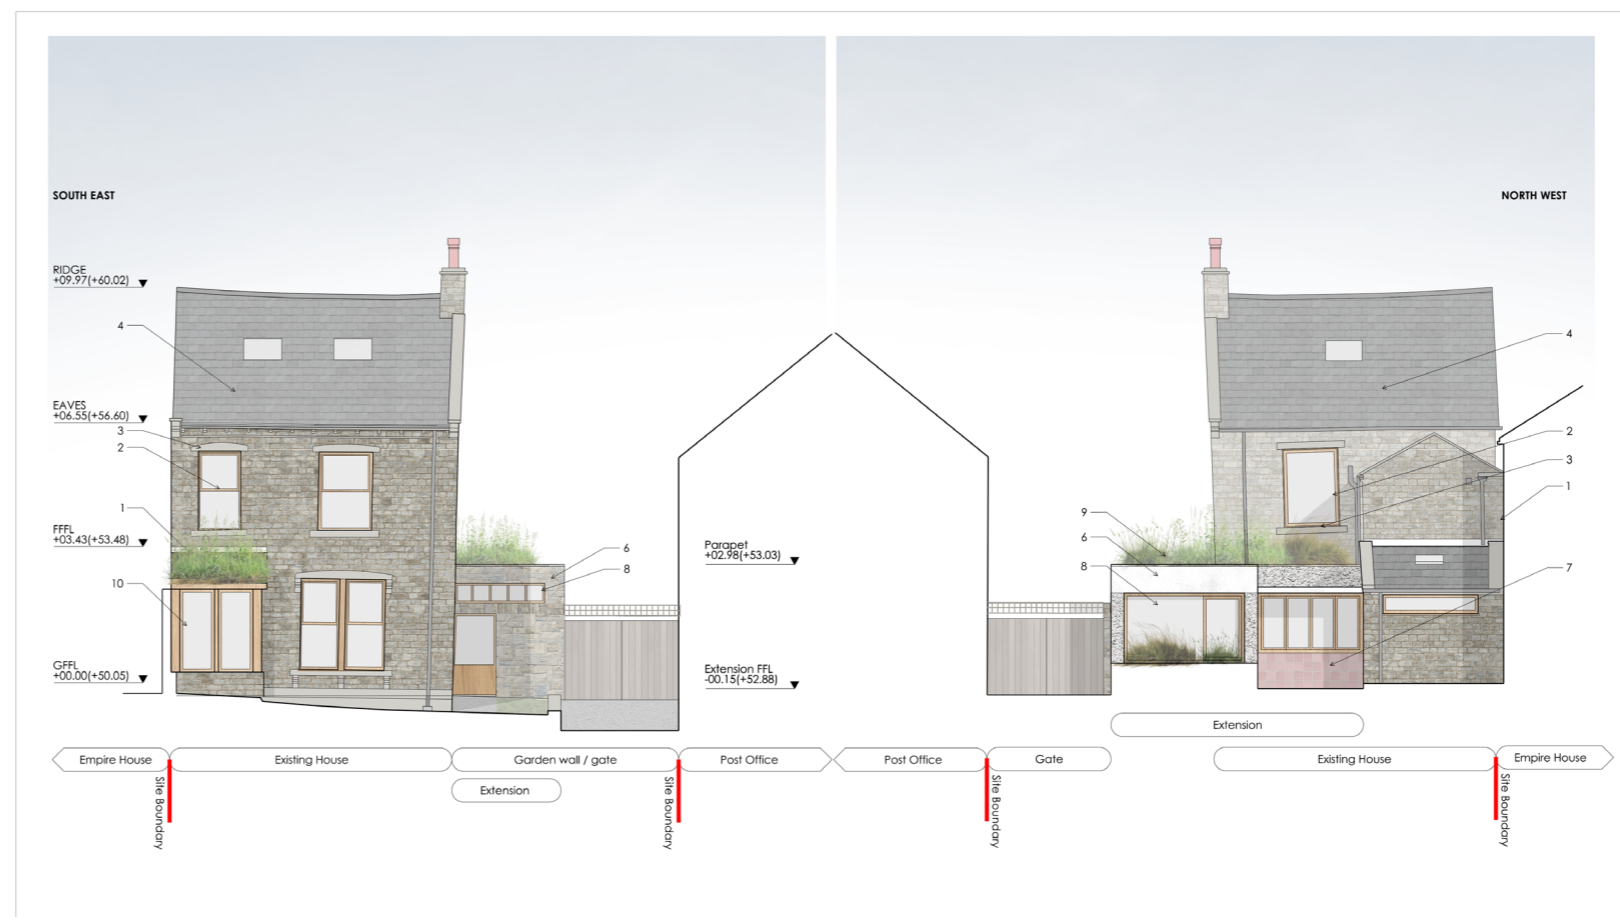 SOUTH EAST
NORTH WEST
RIDGE
+09.97(+60.02)
4
EAVES
+06.55(+56.60)
3
2
1
FFFL
+03.43(+53.48)
10
GFFL
+00.00(+50.05)
6
8
Parapet
+02.98(+53.03)
Extension FFL
-00.15(+52.88)
9
6
8
4
2
3
1
7
Extension
Empire House
Existing House
Garden wall / gate
Post Office
Post Office
Gate
Existing House
Empire House
Extension
Site Boundary
Site Boundary
Site Boundary
Site Boundary